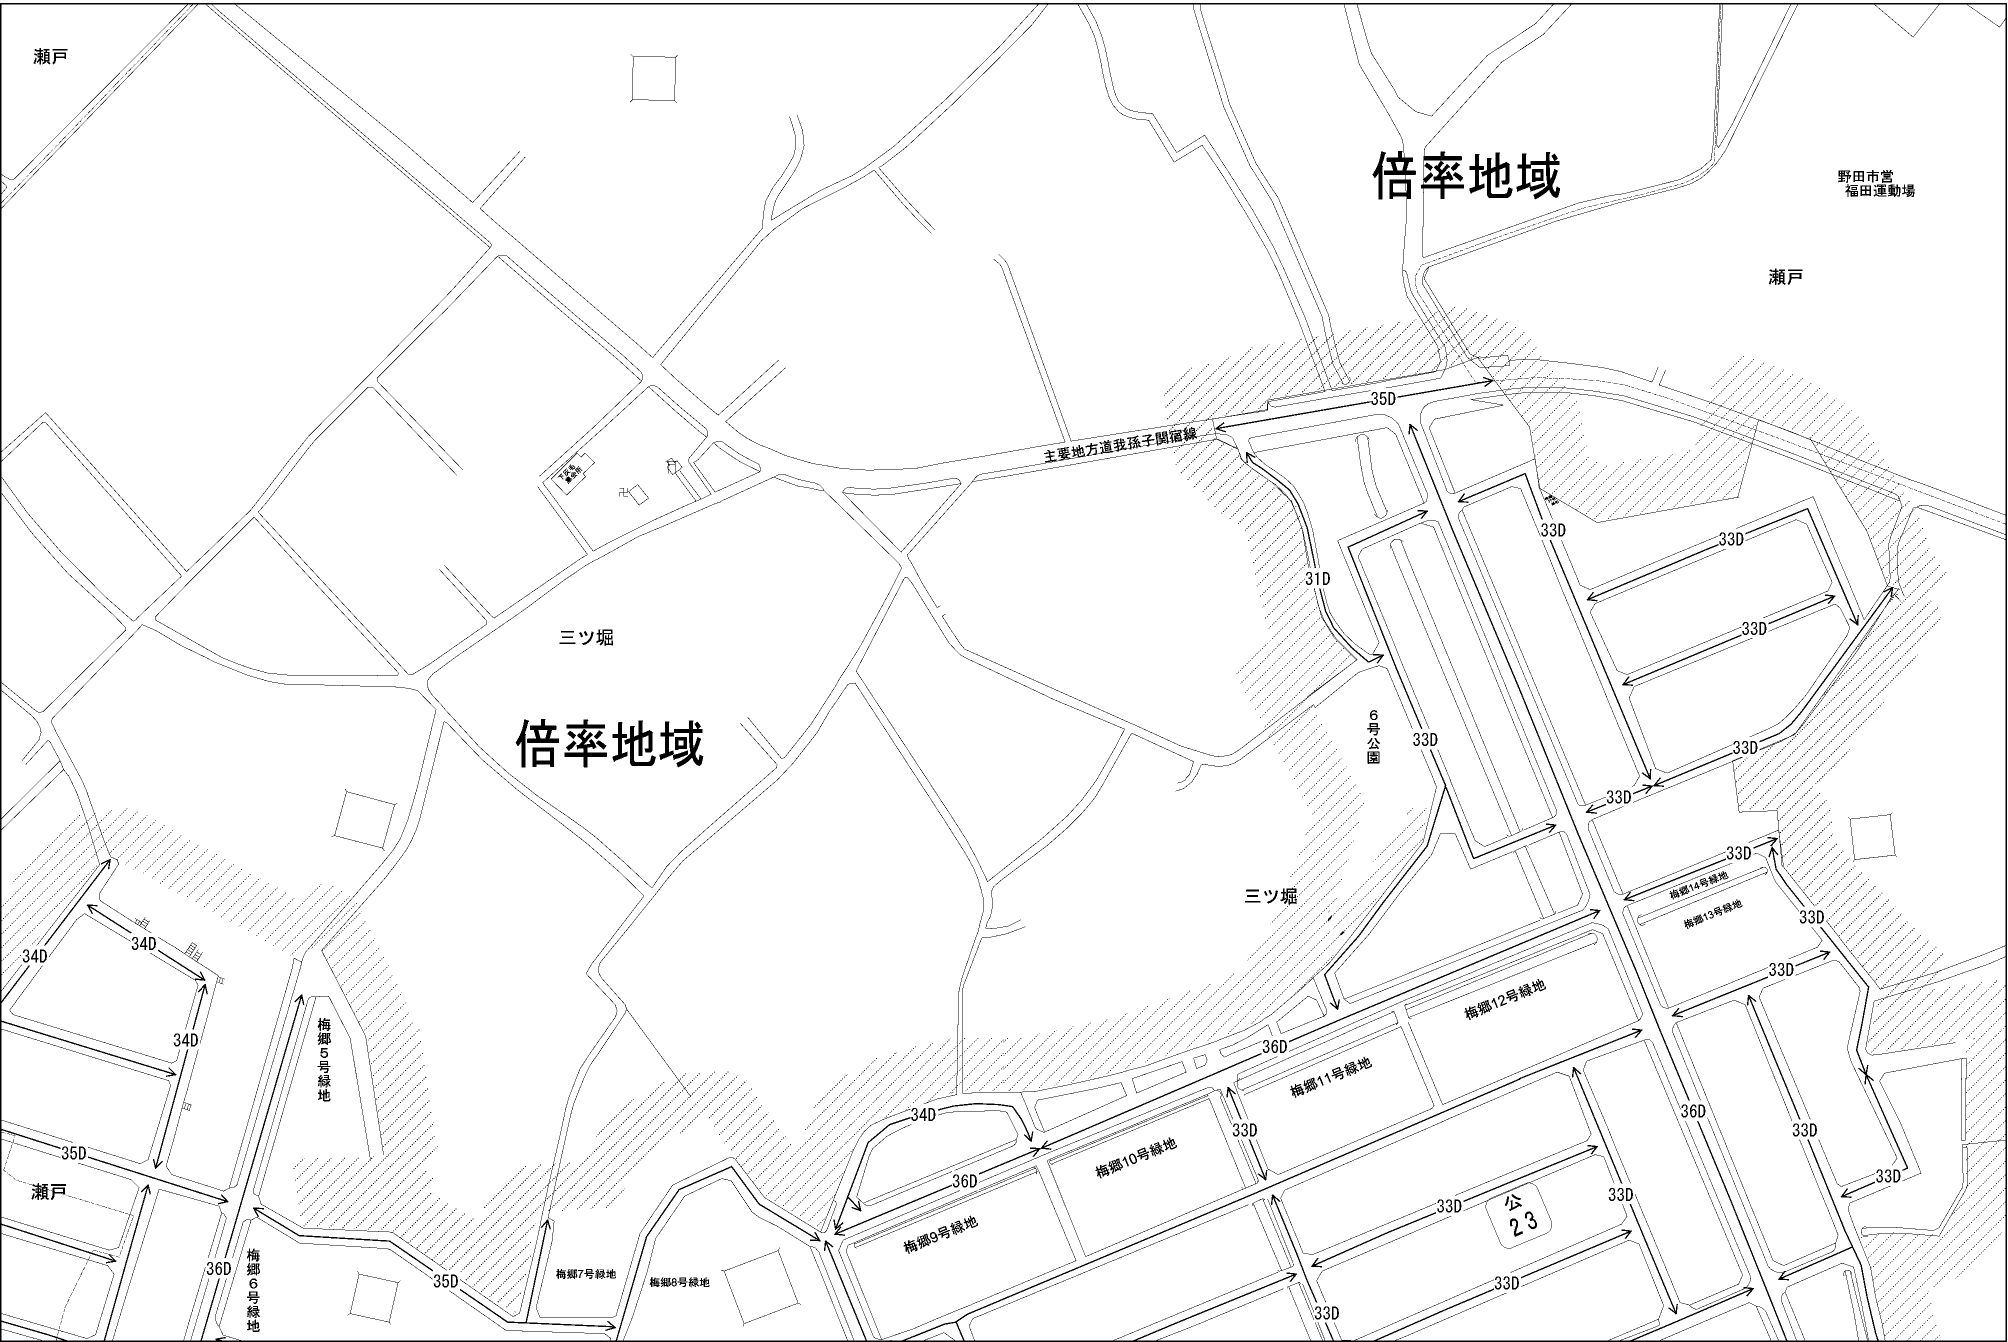 瀬戸
倍率地域
野田市営
福田運動場
瀬戸
35D
主要地方道我孫子関宿線
33D
33D
31D
33D
三ツ堀
倍率地域
6号公園
33D
33D
33D
33D
梅郷14号緑地
三ツ堀
梅郷13号緑地
33D
34D
34D
33D
梅郷12号緑地
梅郷5号緑地
34D
36D
梅郷11号緑地
34D
36D
33D
33D
35D
梅郷10号緑地
36D
33D
瀬戸
33D
公
23
33D
梅郷9号緑地
36D
梅郷6号緑地
35D
梅郷7号緑地
梅郷8号緑地
33D
33D